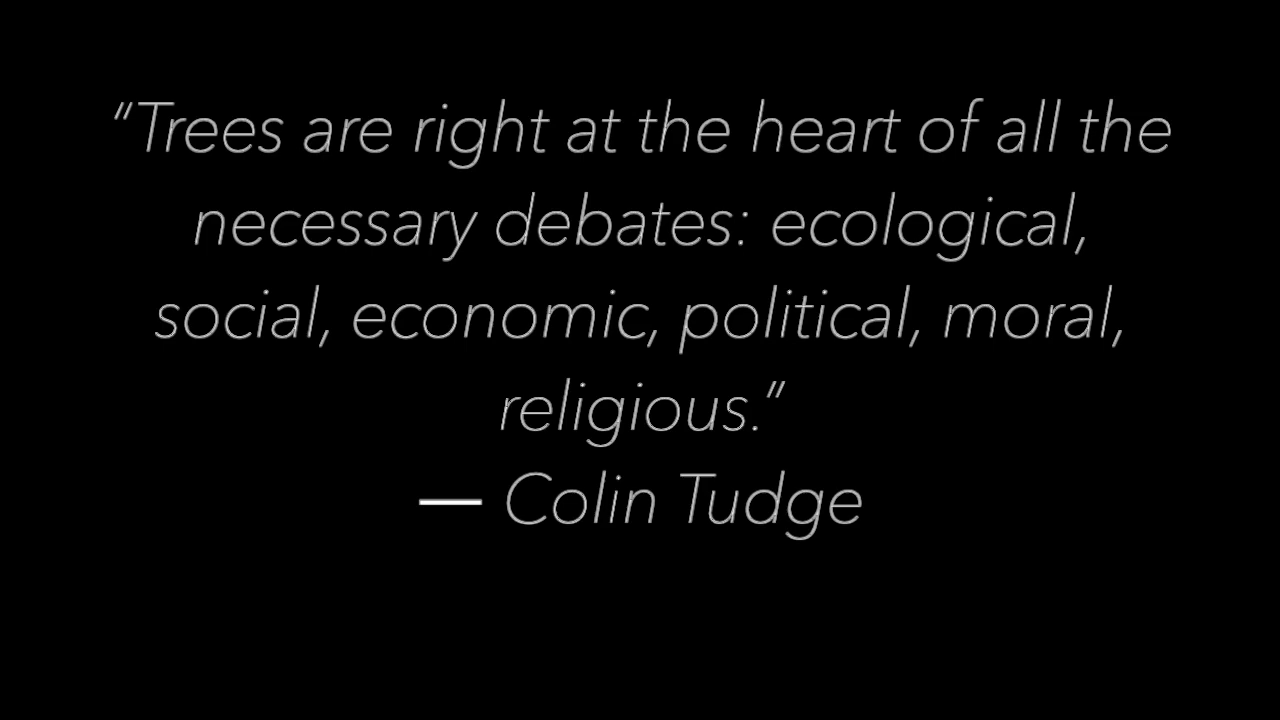 “Trees are right at the heart of all the
necessary debates: ecological,
social, economic, political, moral,
religious.”
— Colin Tudge